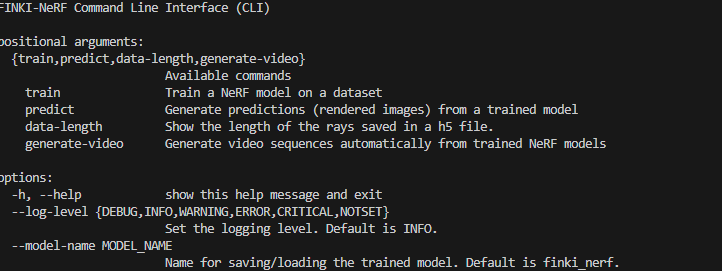 FINKI-NeRF Command Line Interface (CLI)
positional arguments:
{train,predict,data-length,generate-video}
Available commands
train Train a NeRF model on a dataset
predict Generate predictions (rendered images) from a trained model
data-length Show the length of the rays saved in a h5 file.
generate-video Generate video sequences automatically from trained NeRF models
options:
-h, --help show this help message and exit
--log-level {DEBUG,INFO,WARNING,ERROR,CRITICAL,NOTSET}
Set the logging level. Default is INFO.
--model-name MODEL_NAME
Name for saving/loading the trained model. Default is finki_nerf.